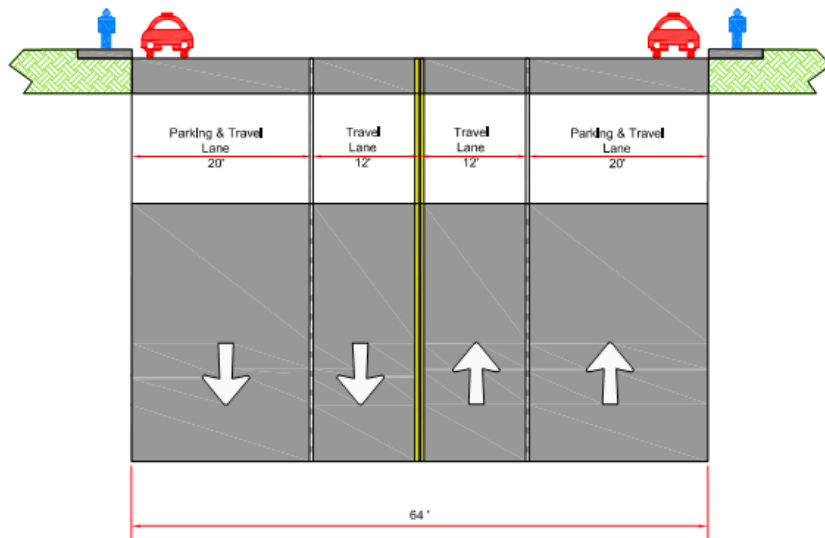 Parking & Travel
Lane
20'
Travel
Lane
12'
Travel
Lane
12'
Parking & Travel
Lane
20'
64 '